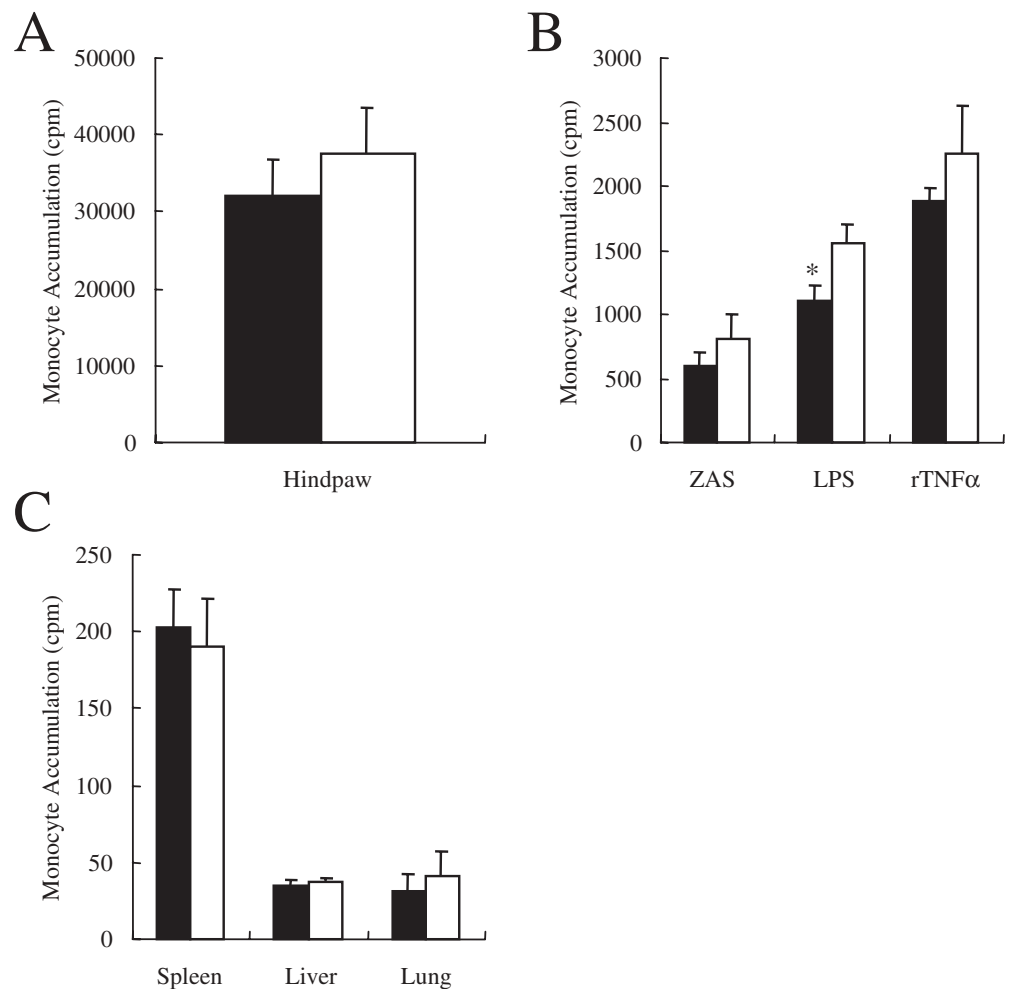 A
Monocyte Accumulation (cpm)
50000
40000
30000
20000
10000
0
Hindpaw
B
Monocyte Accumulation (cpm)
3000
2500
2000
1500
1000
500
0
*
ZAS LPS rTNFα
C
Monocyte Accumulation (cpm)
250
200
150
100
50
0
Spleen Liver Lung